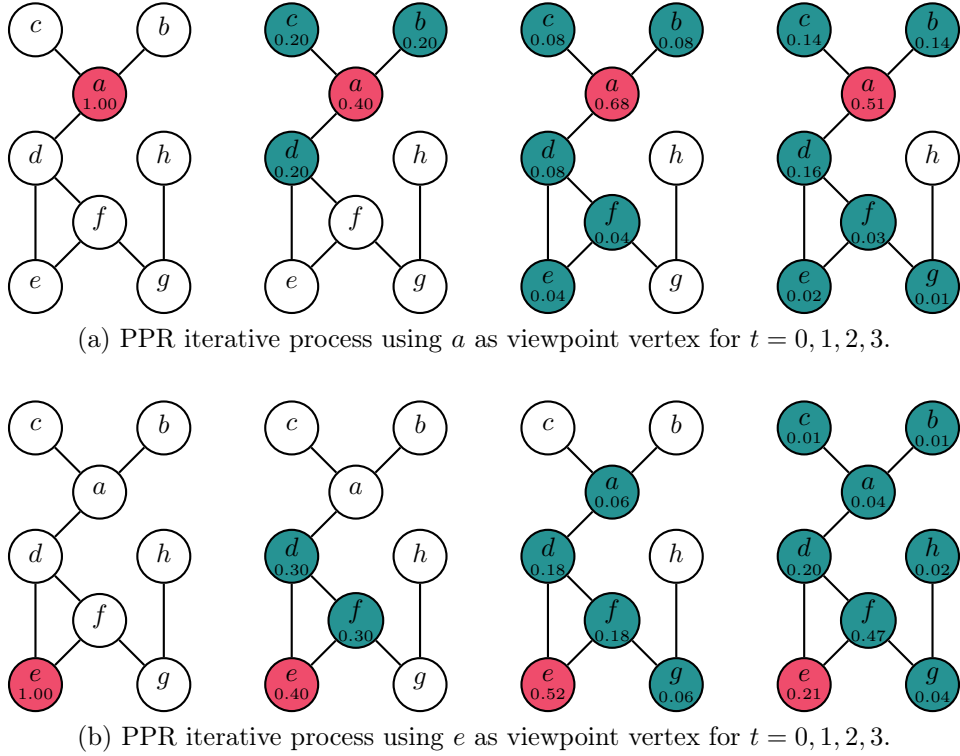 c b c b c b c b
0.20 0.20 0.08 0.08 0.14 0.14
a a a a
1.00 0.40 0.68 0.51
d h d h d h d h
0.20 0.08 0.16
f f f f
0.04 0.03
e g e g e g e g
0.04 0.02 0.01
(a) PPR iterative process using a as viewpoint vertex for t = 0, 1, 2, 3.
c b c b c b c b
0.01 0.01
a a a a
0.06 0.04
d h d h d h d h
0.30 0.18 0.20 0.02
f f f f
0.30 0.18 0.47
e g e g e g e g
1.00 0.40 0.52 0.06 0.21 0.04
(b) PPR iterative process using e as viewpoint vertex for t = 0, 1, 2, 3.